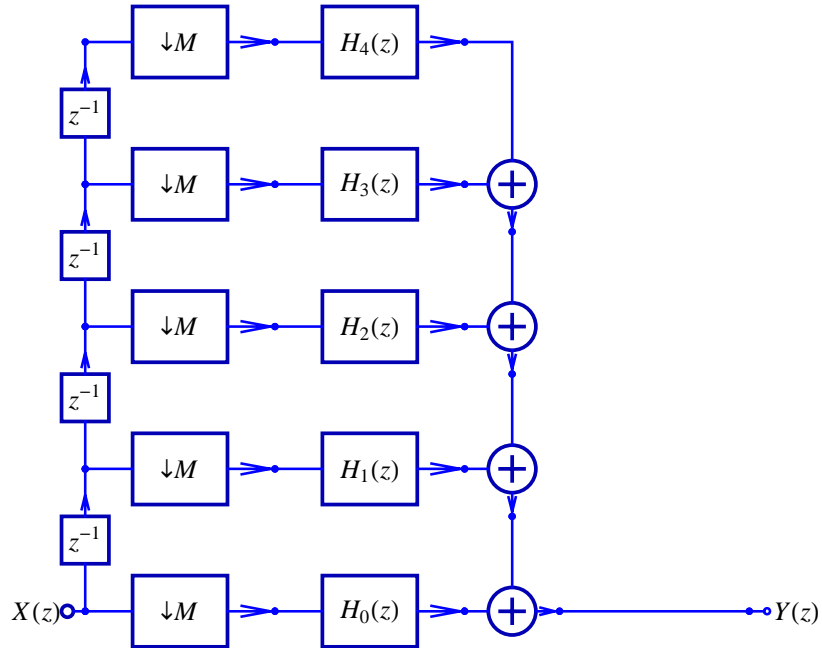 ↓M H₄(z)
z⁻¹
↓M H₃(z)
z⁻¹
↓M H₂(z)
z⁻¹
↓M H₁(z)
z⁻¹
X(z) ↓M H₀(z) Y(z)